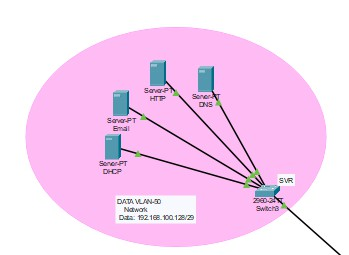 Server-PT
HTTP
Server-PT
DNS
Server-PT
Email
Server-PT
DHCP
SVR
2960-24TT
Switch3
DATA VLAN-50
Network
Data: 192.168.100.128/29